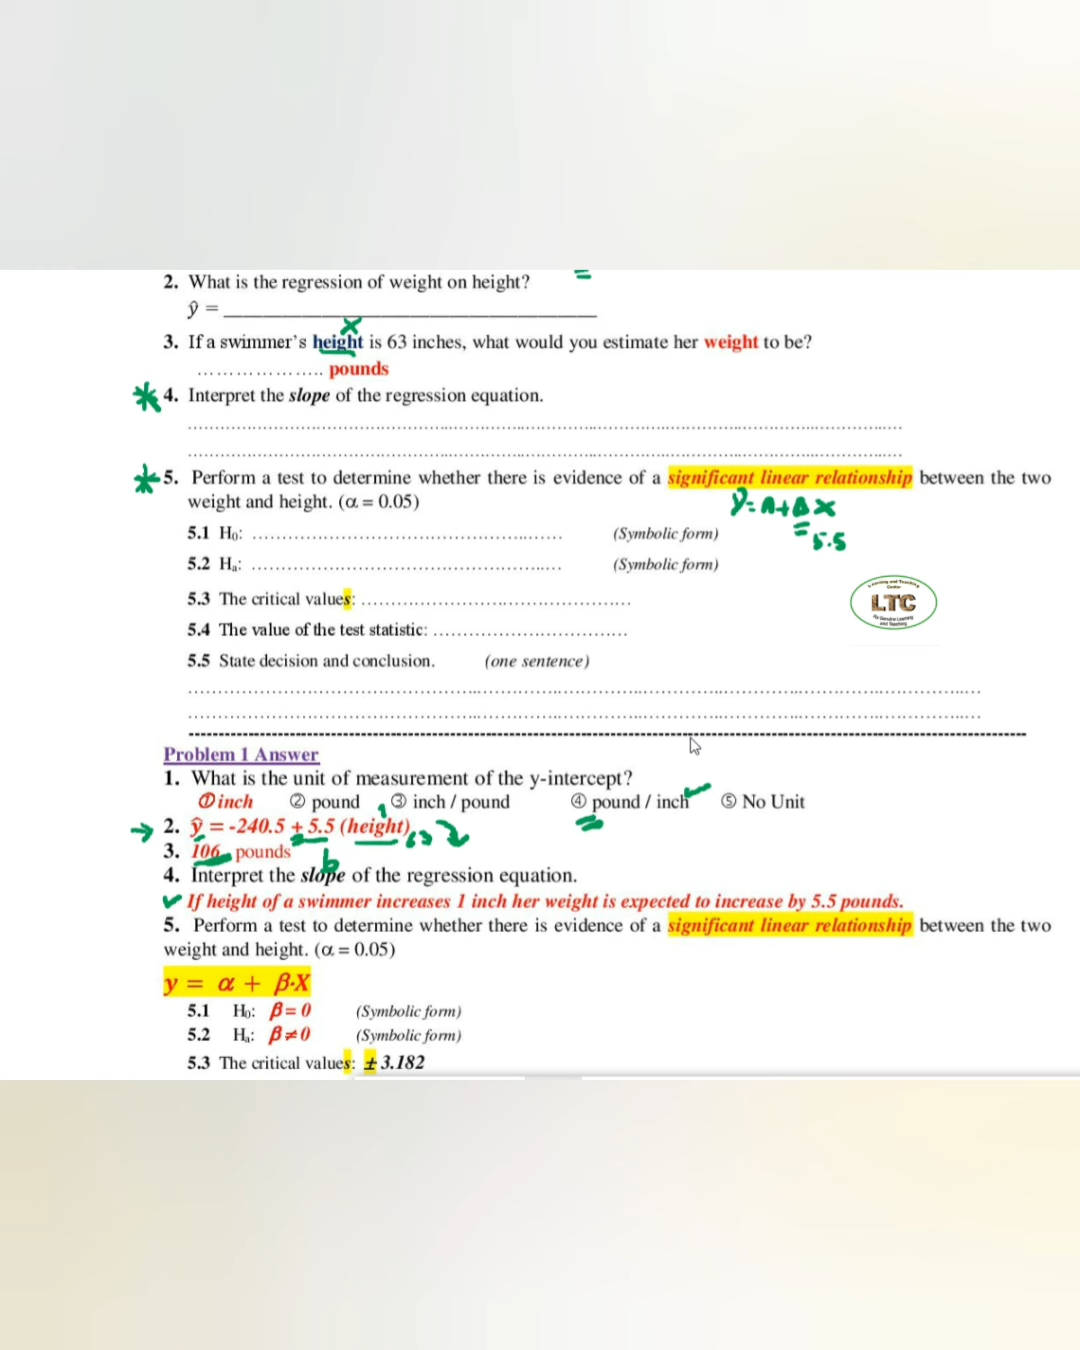 2. What is the regression of weight on height?
ŷ = ______________________
x
3. If a swimmer's height is 63 inches, what would you estimate her weight to be?
.................... pounds
4. Interpret the slope of the regression equation.
5. Perform a test to determine whether there is evidence of a significant linear relationship between the two
weight and height. (α = 0.05)
y = A + B x
= 5.5
5.1 H₀: .................... (Symbolic form)
5.2 Hₐ: .................... (Symbolic form)
5.3 The critical values: ....................
LTC
5.4 The value of the test statistic: ....................
5.5 State decision and conclusion. (one sentence)
Problem 1 Answer
1. What is the unit of measurement of the y-intercept?
① inch ② pound ③ inch / pound ④ pound / inch ⑤ No Unit
2. ŷ = -240.5 + 5.5 (height)
3. 106 pounds
b
4. Interpret the slope of the regression equation.
If height of a swimmer increases 1 inch her weight is expected to increase by 5.5 pounds.
5. Perform a test to determine whether there is evidence of a significant linear relationship between the two
weight and height. (α = 0.05)
y = α + β·X
5.1 H₀: β = 0 (Symbolic form)
5.2 Hₐ: β ≠ 0 (Symbolic form)
5.3 The critical values: ± 3.182